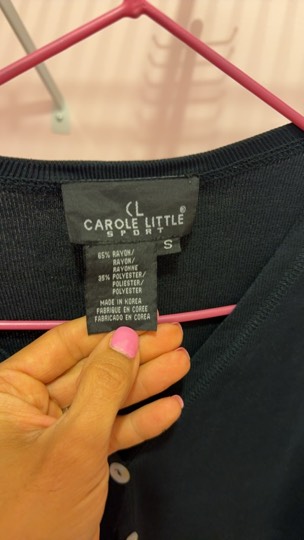 CL
CAROLE LITTLE®
SPORT
S
65% RAYON/
RAYON/
RAYONNE
35% POLYESTER/
POLIESTER/
POLYESTER
MADE IN KOREA
FABRIQUE EN COREE
FABRICADO EN COREA